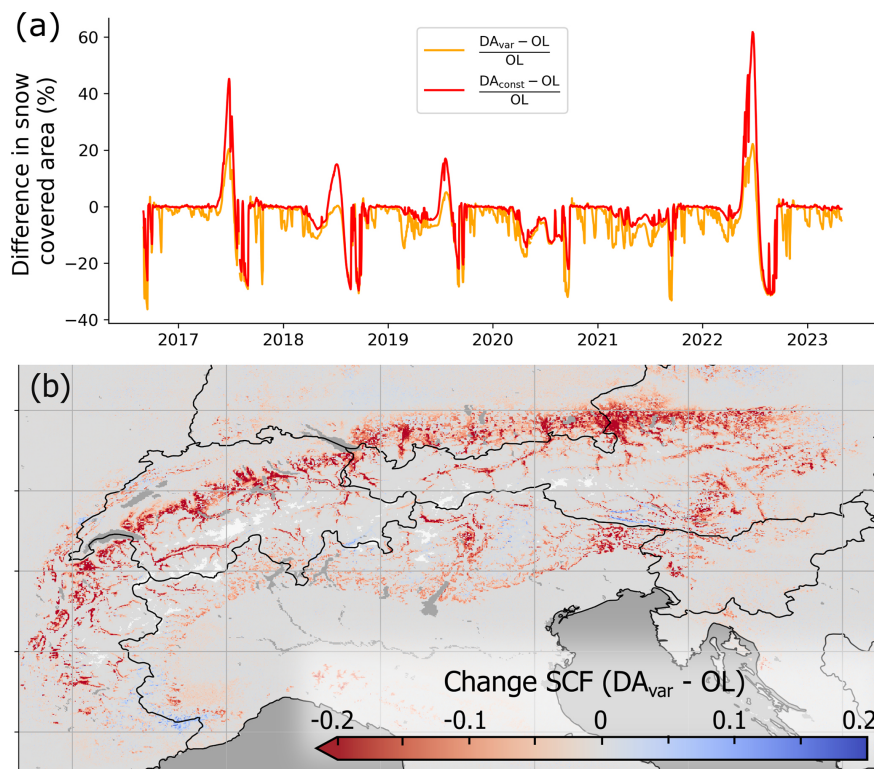 (a)
Difference in snow
covered area (%)
60
40
20
0
−20
−40
DAvar − OL
OL
DAconst − OL
OL
2017 2018 2019 2020 2021 2022 2023
(b)
Change SCF (DAvar - OL)
-0.2 -0.1 0 0.1 0.2